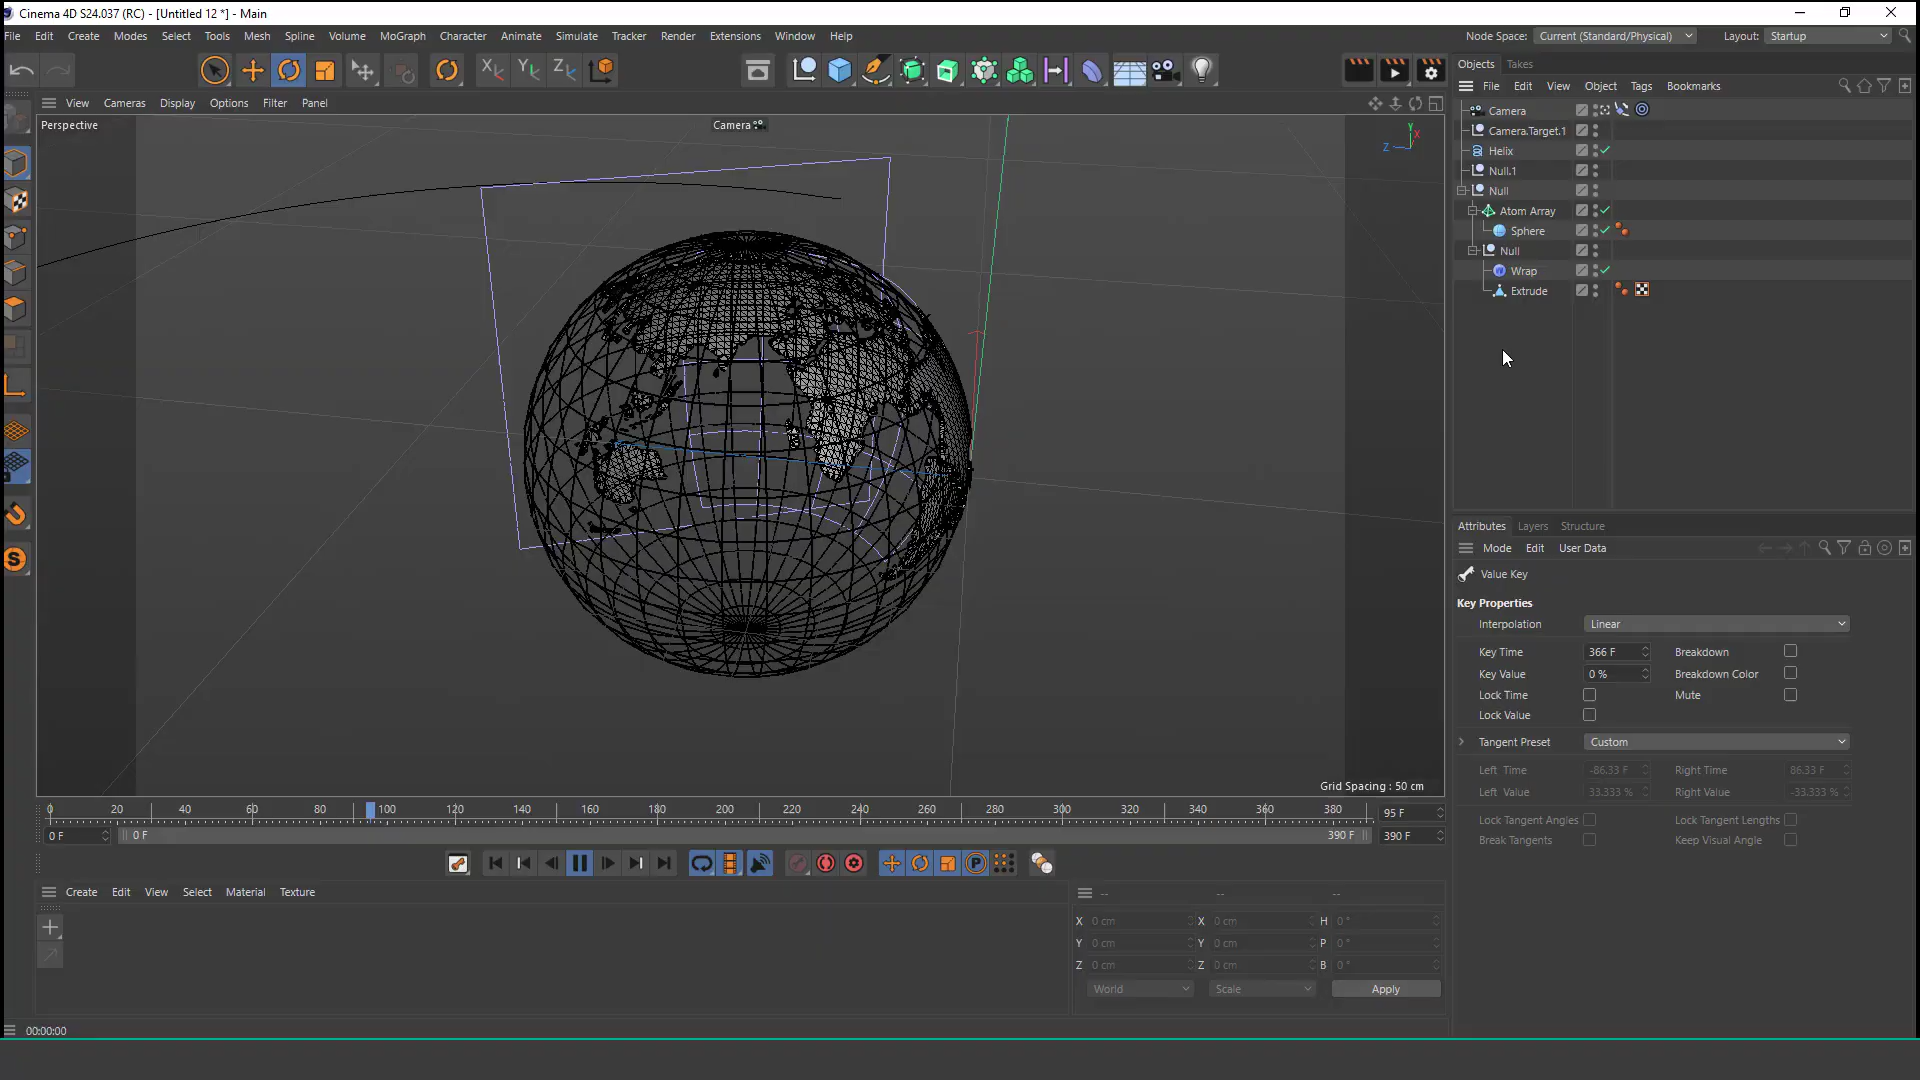 Cinema 4D S24.037 (RC) - [Untitled 12 *] - Main
File Edit Create Modes Select Tools Mesh Spline Volume MoGraph Character Animate Simulate Tracker Render Extensions Window Help Node Space: Current (Standard/Physical) Layout: Startup
X Y Z
Objects Takes
File Edit View Object Tags Bookmarks
View Cameras Display Options Filter Panel
Perspective
Camera
Y X Z
Camera
Camera.Target.1
Helix
Null.1
Null
Atom Array
Sphere
Null
Wrap
Extrude
Attributes Layers Structure
Mode Edit User Data
Value Key
Key Properties
Interpolation Linear
Key Time 366 F Breakdown
Key Value 0 % Breakdown Color
Lock Time Mute
Lock Value
Tangent Preset Custom
Left Time -86.33 F Right Time 86.33 F
Left Value 33.333 % Right Value -33.333 %
Lock Tangent Angles Lock Tangent Lengths
Break Tangents Keep Visual Angle
Grid Spacing : 50 cm
0 20 40 60 80 100 120 140 160 180 200 220 240 260 280 300 320 340 360 380 95 F
0 F 0 F 390 F 390 F
P
S
Create Edit View Select Material Texture
-- -- --
X 0 cm X 0 cm H 0 °
Y 0 cm Y 0 cm P 0 °
Z 0 cm Z 0 cm B 0 °
World Scale Apply
00:00:00